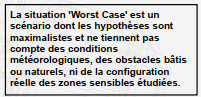 La situation 'Worst Case' est un
scénario dont les hypothèses sont
maximalistes et ne tiennent pas
compte des conditions
météorologiques, des obstacles bâtis
ou naturels, ni de la configuration
réelle des zones sensibles étudiées.